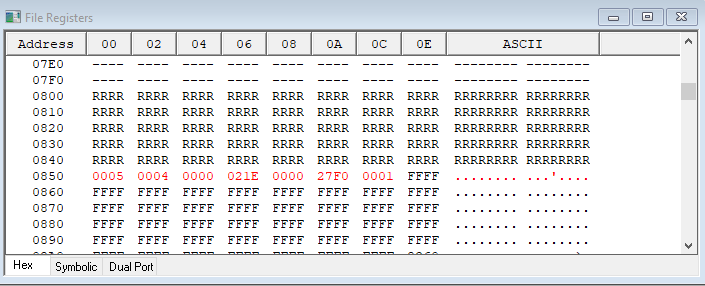 File Registers
Address 00 02 04 06 08 0A 0C 0E ASCII
07E0 ---- ---- ---- ---- ---- ---- ---- ---- -------- --------
07F0 ---- ---- ---- ---- ---- ---- ---- ---- -------- --------
0800 RRRR RRRR RRRR RRRR RRRR RRRR RRRR RRRR RRRRRRRR RRRRRRRR
0810 RRRR RRRR RRRR RRRR RRRR RRRR RRRR RRRR RRRRRRRR RRRRRRRR
0820 RRRR RRRR RRRR RRRR RRRR RRRR RRRR RRRR RRRRRRRR RRRRRRRR
0830 RRRR RRRR RRRR RRRR RRRR RRRR RRRR RRRR RRRRRRRR RRRRRRRR
0840 RRRR RRRR RRRR RRRR RRRR RRRR RRRR RRRR RRRRRRRR RRRRRRRR
0850 0005 0004 0000 021E 0000 27F0 0001 FFFF ........ ...'....
0860 FFFF FFFF FFFF FFFF FFFF FFFF FFFF FFFF ........ ........
0870 FFFF FFFF FFFF FFFF FFFF FFFF FFFF FFFF ........ ........
0880 FFFF FFFF FFFF FFFF FFFF FFFF FFFF FFFF ........ ........
0890 FFFF FFFF FFFF FFFF FFFF FFFF FFFF FFFF ........ ........
Hex Symbolic Dual Port